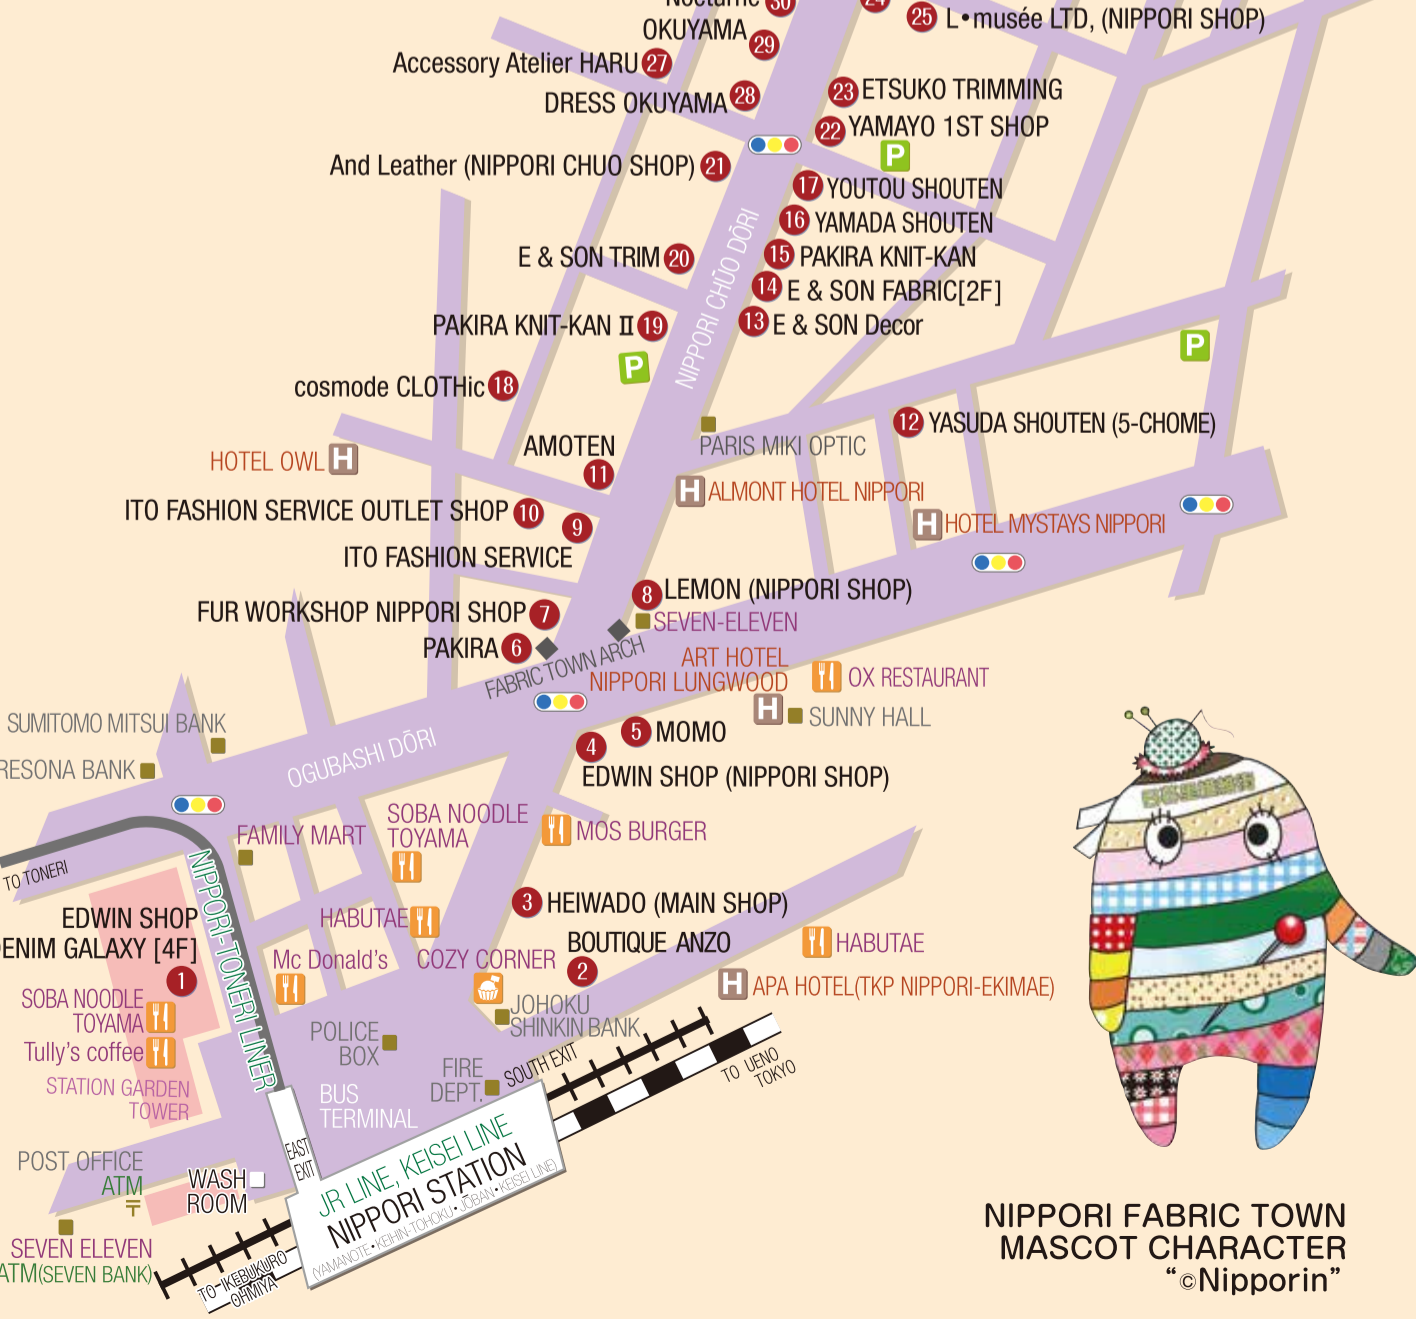 Nocturne 30
24
25 L•musée LTD, (NIPPORI SHOP)
OKUYAMA 29
Accessory Atelier HARU 27
DRESS OKUYAMA 28
23 ETSUKO TRIMMING
22 YAMAYO 1ST SHOP
P
And Leather (NIPPORI CHUO SHOP) 21
17 YOUTOU SHOUTEN
16 YAMADA SHOUTEN
E & SON TRIM 20
15 PAKIRA KNIT-KAN
14 E & SON FABRIC[2F]
PAKIRA KNIT-KAN II 19
13 E & SON Decor
NIPPORI CHŪO DŌRI
P
P
cosmode CLOTHic 18
12 YASUDA SHOUTEN (5-CHOME)
PARIS MIKI OPTIC
AMOTEN
11
HOTEL OWL H
H ALMONT HOTEL NIPPORI
ITO FASHION SERVICE OUTLET SHOP 10
9
H HOTEL MYSTAYS NIPPORI
ITO FASHION SERVICE
8 LEMON (NIPPORI SHOP)
FUR WORKSHOP NIPPORI SHOP 7
SEVEN-ELEVEN
PAKIRA 6
FABRIC TOWN ARCH
ART HOTEL
NIPPORI LUNGWOOD
H
OX RESTAURANT
SUNNY HALL
SUMITOMO MITSUI BANK
RESONA BANK
OGUBASHI DŌRI
5 MOMO
4
EDWIN SHOP (NIPPORI SHOP)
SOBA NOODLE
TOYAMA
FAMILY MART
MOS BURGER
TO TONERI
NIPPORI-TONERI LINER
3 HEIWADO (MAIN SHOP)
HABUTAE
EDWIN SHOP
DENIM GALAXY [4F]
1
BOUTIQUE ANZO
2
HABUTAE
Mc Donald's
COZY CORNER
H APA HOTEL(TKP NIPPORI-EKIMAE)
SOBA NOODLE
TOYAMA
JOHOKU
SHINKIN BANK
Tully's coffee
POLICE
BOX
STATION GARDEN
TOWER
FIRE
DEPT.
SOUTH EXIT
TO UENO
TOKYO
BUS
TERMINAL
EAST
EXIT
POST OFFICE
ATM
〒
WASH
ROOM
JR LINE, KEISEI LINE
NIPPORI STATION
(YAMANOTE•KEIHIN-TOHOKU•JŌBAN•KEISEI LINE)
SEVEN ELEVEN
ATM(SEVEN BANK)
TO IKEBUKURO
OHMIYA
NIPPORI FABRIC TOWN
MASCOT CHARACTER
“©Nipporin”